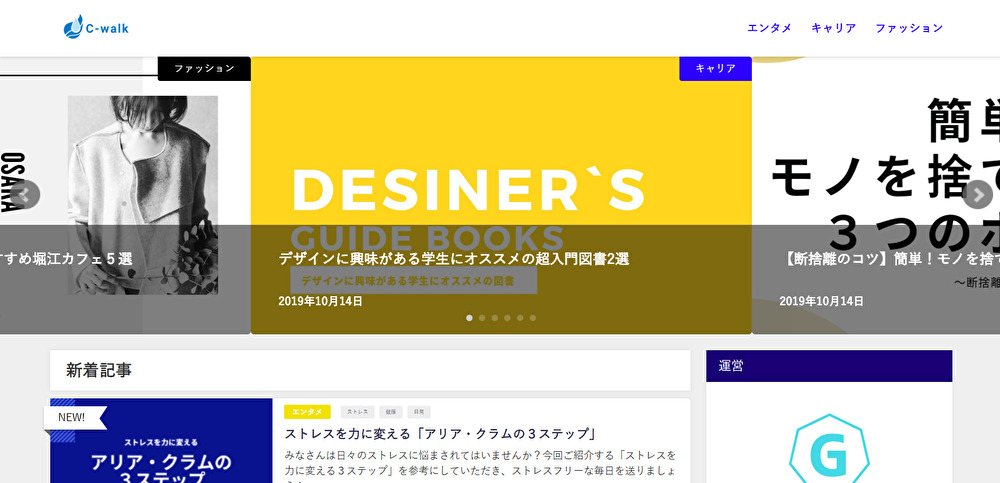 C-walk
エンタメ キャリア ファッション
ファッション
キャリア
OSAKA
DESINER`S
GUIDE BOOKS
デザインに興味がある学生にオススメの図書
簡単
モノを捨て
３つのポ
〜断捨離
すすめ堀江カフェ５選
デザインに興味がある学生にオススメの超入門図書2選
【断捨離のコツ】簡単！モノを捨て
2019年10月14日
2019年10月14日
新着記事
運営
NEW!
エンタメ ストレス 健康 日常
ストレスを力に変える
アリア・クラムの
３ステップ
ストレスを力に変える「アリア・クラムの３ステップ」
みなさんは日々のストレスに悩まされてはいませんか？今回ご紹介する「ストレスを
力に変える３ステップ」を参考にしていただき、ストレスフリーな毎日を送りましょ
G